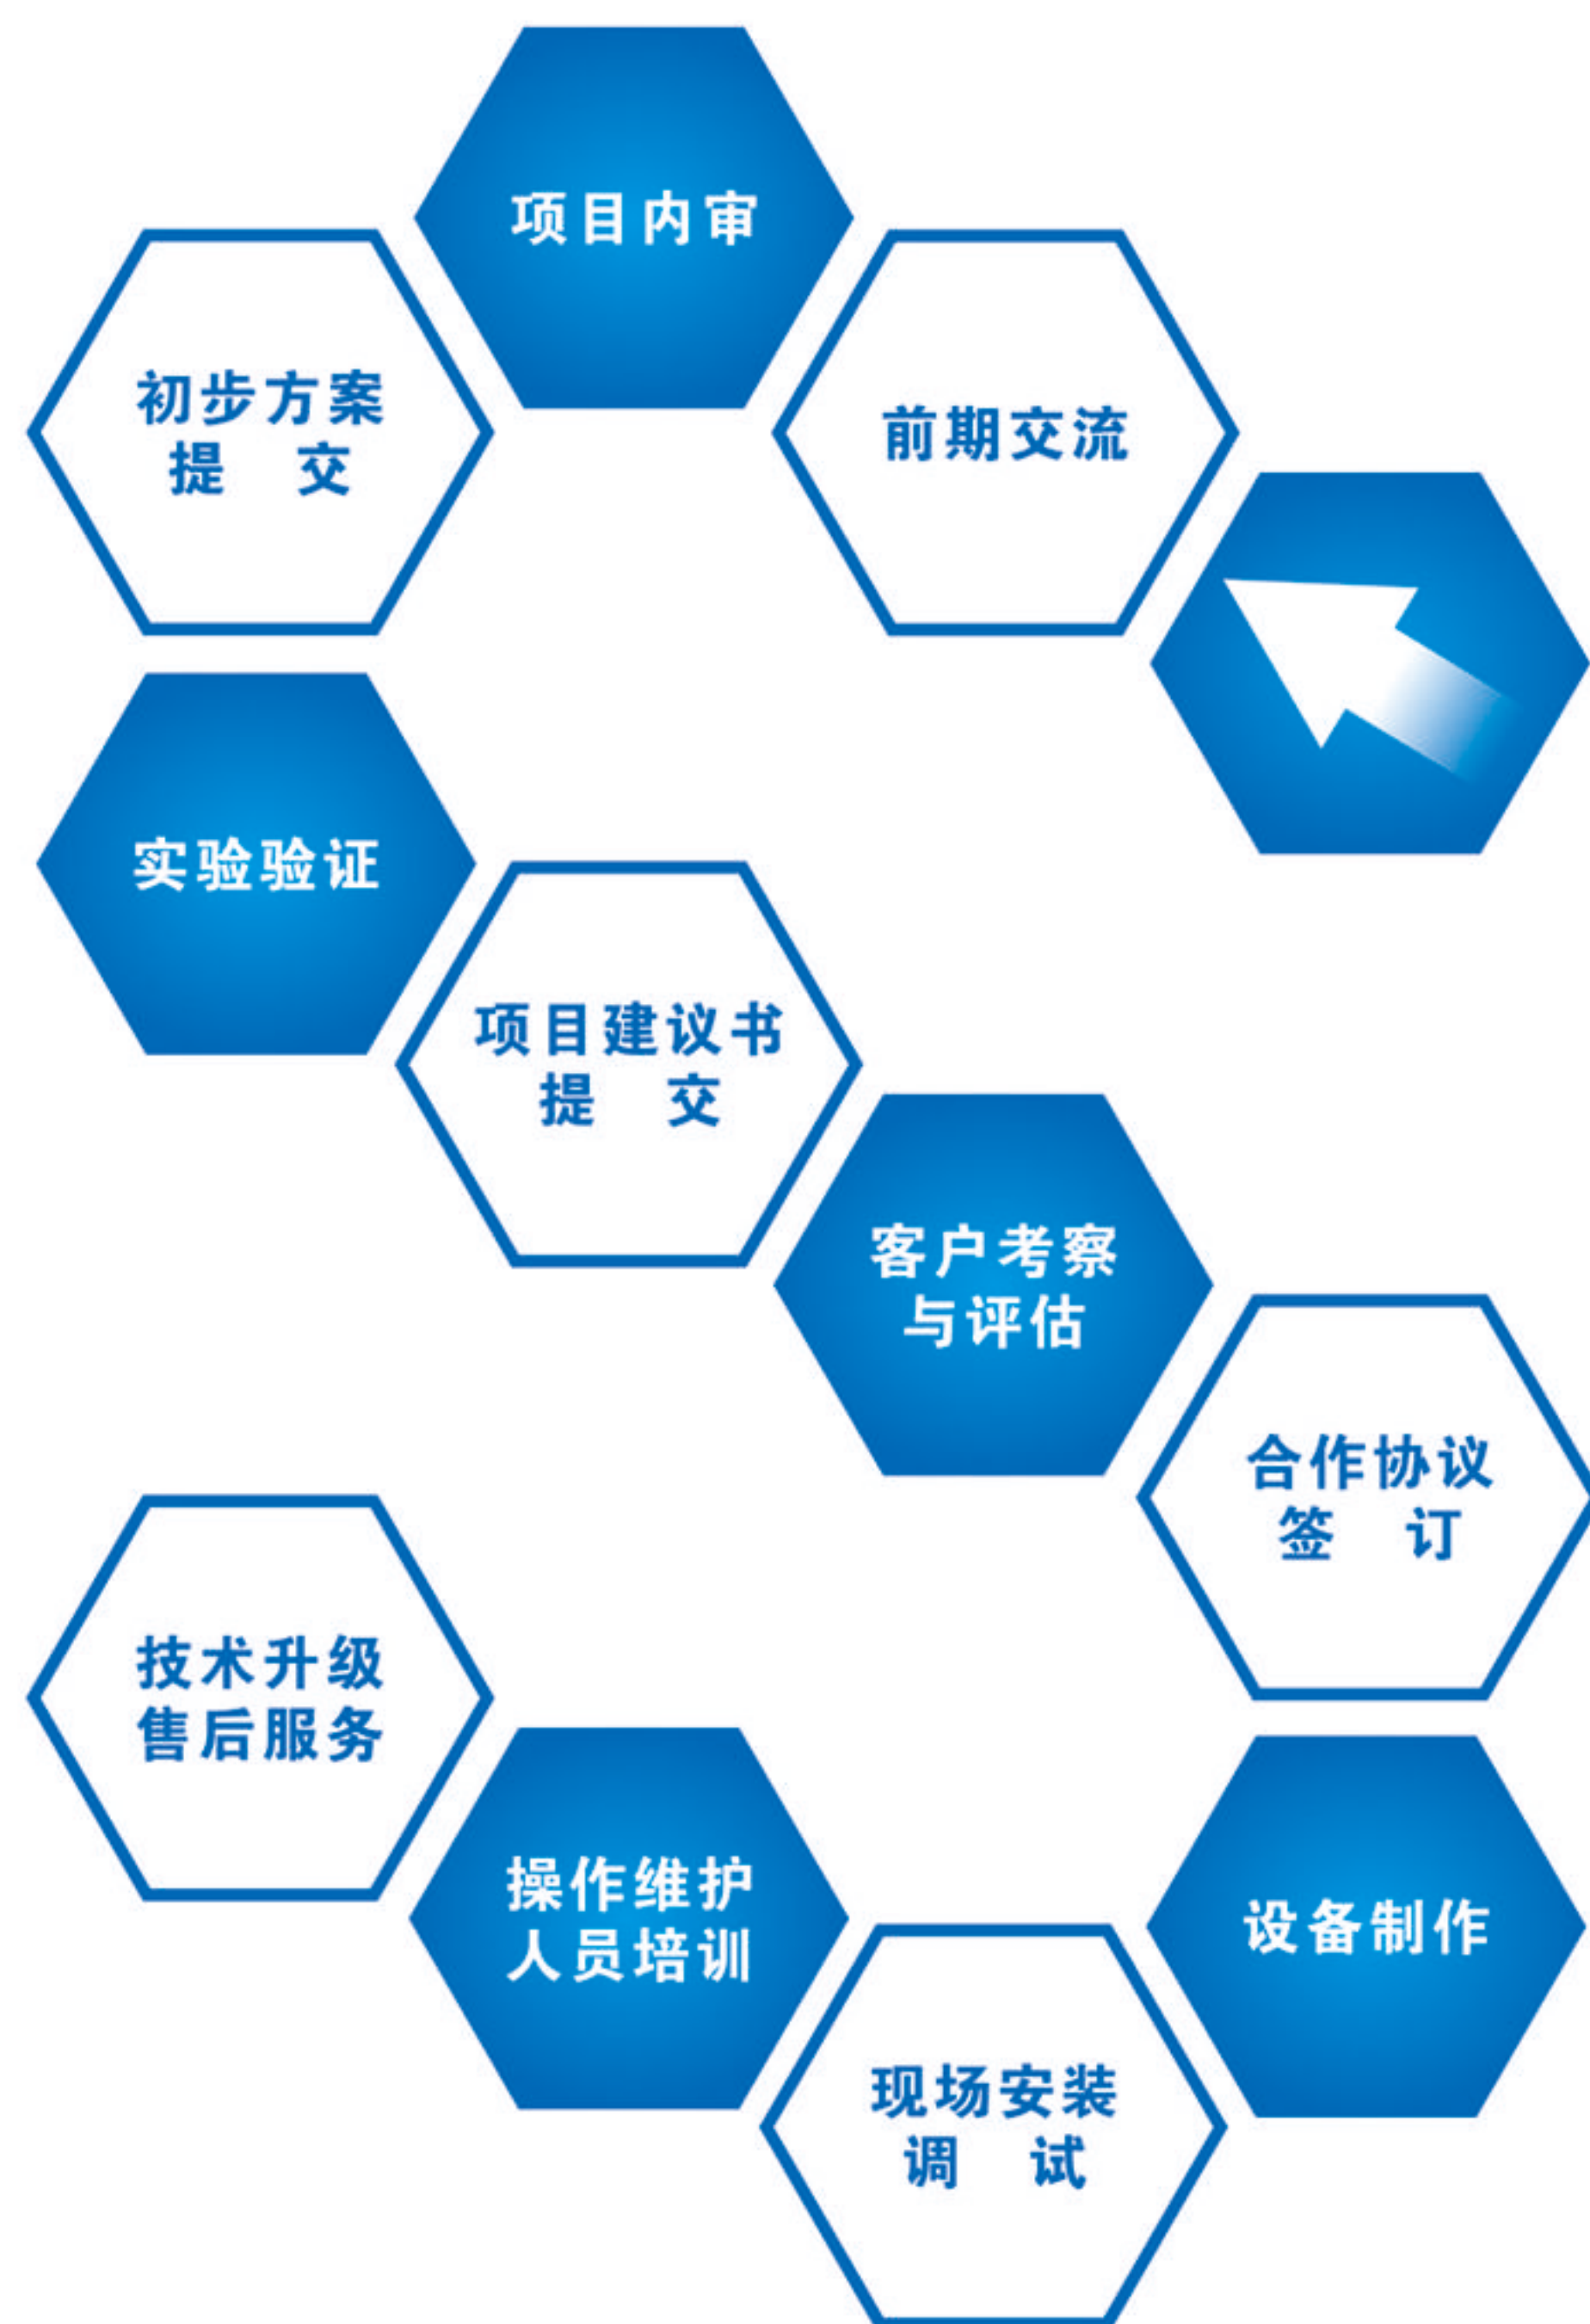 项目内审
初步方案
提 交
前期交流
实验验证
项目建议书
提 交
客户考察
与评估
合作协议
签 订
技术升级
售后服务
操作维护
人员培训
设备制作
现场安装
调 试